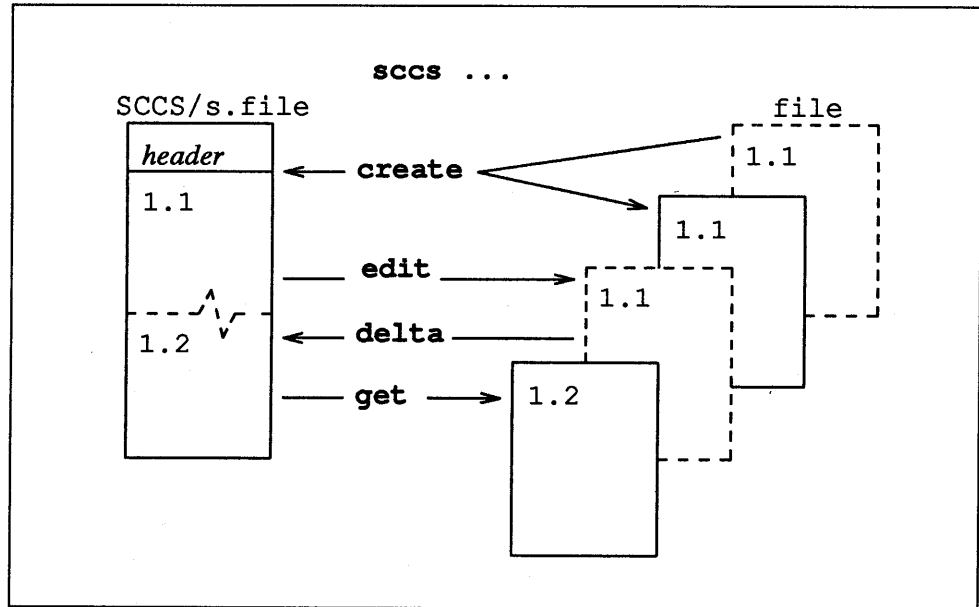 sccs ...
SCCS/s.file
file
header
create
1.1
1.1
1.1
edit
1.1
delta
1.2
get
1.2